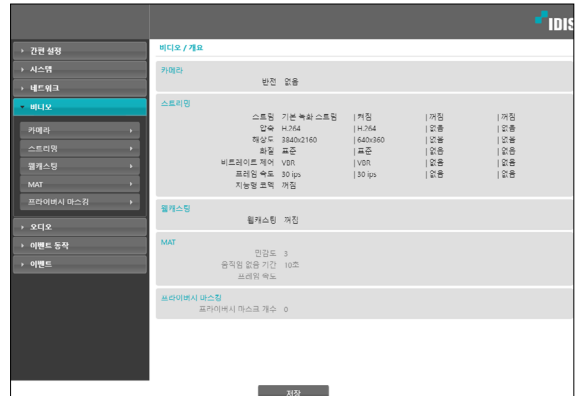 IDIS
간편 설정
시스템
네트워크
비디오
카메라
스트리밍
웹캐스팅
MAT
프라이버시 마스킹
오디오
이벤트 동작
이벤트
비디오 / 개요
카메라
반전 없음
스트리밍
스트림 기본 녹화 스트림 | 켜짐 | 꺼짐 | 꺼짐
압축 H.264 | H.264 | 없음 | 없음
해상도 3840x2160 | 640x360 | 없음 | 없음
화질 표준 | 표준 | 없음 | 없음
비트레이트 제어 VBR | VBR | 없음 | 없음
프레임 속도 30 ips | 30 ips | 없음 | 없음
지능형 코덱 꺼짐
웹캐스팅
웹캐스팅 꺼짐
MAT
민감도 3
움직임 없음 기간 10초
프레임 속도
프라이버시 마스킹
프라이버시 마스크 개수 0
저장